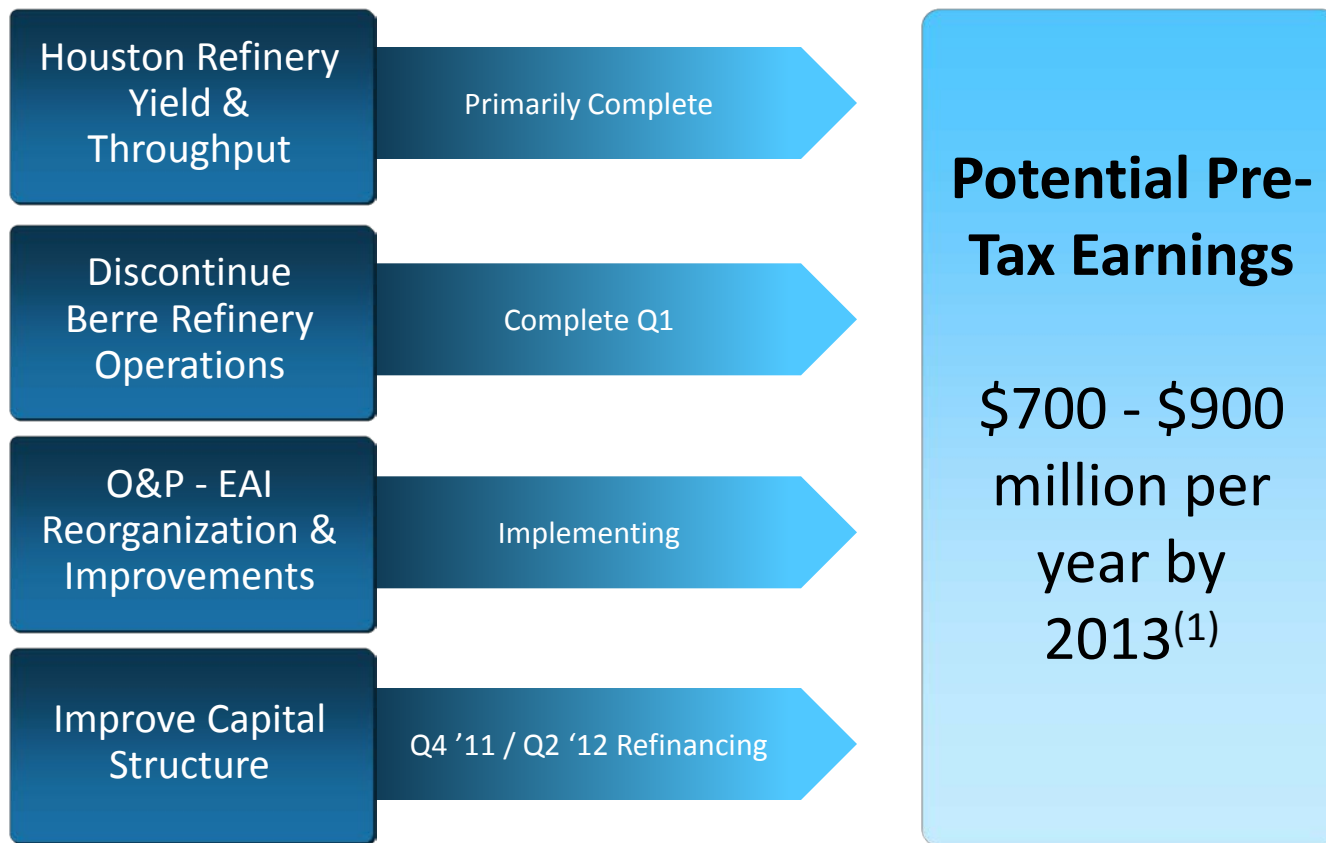 Houston Refinery
Yield &
Throughput
Primarily Complete
Discontinue
Berre Refinery
Operations
Complete Q1
O&P - EAI
Reorganization &
Improvements
Implementing
Improve Capital
Structure
Q4 ’11 / Q2 ‘12 Refinancing
Potential Pre-
Tax Earnings
$700 - $900
million per
year by
2013(1)